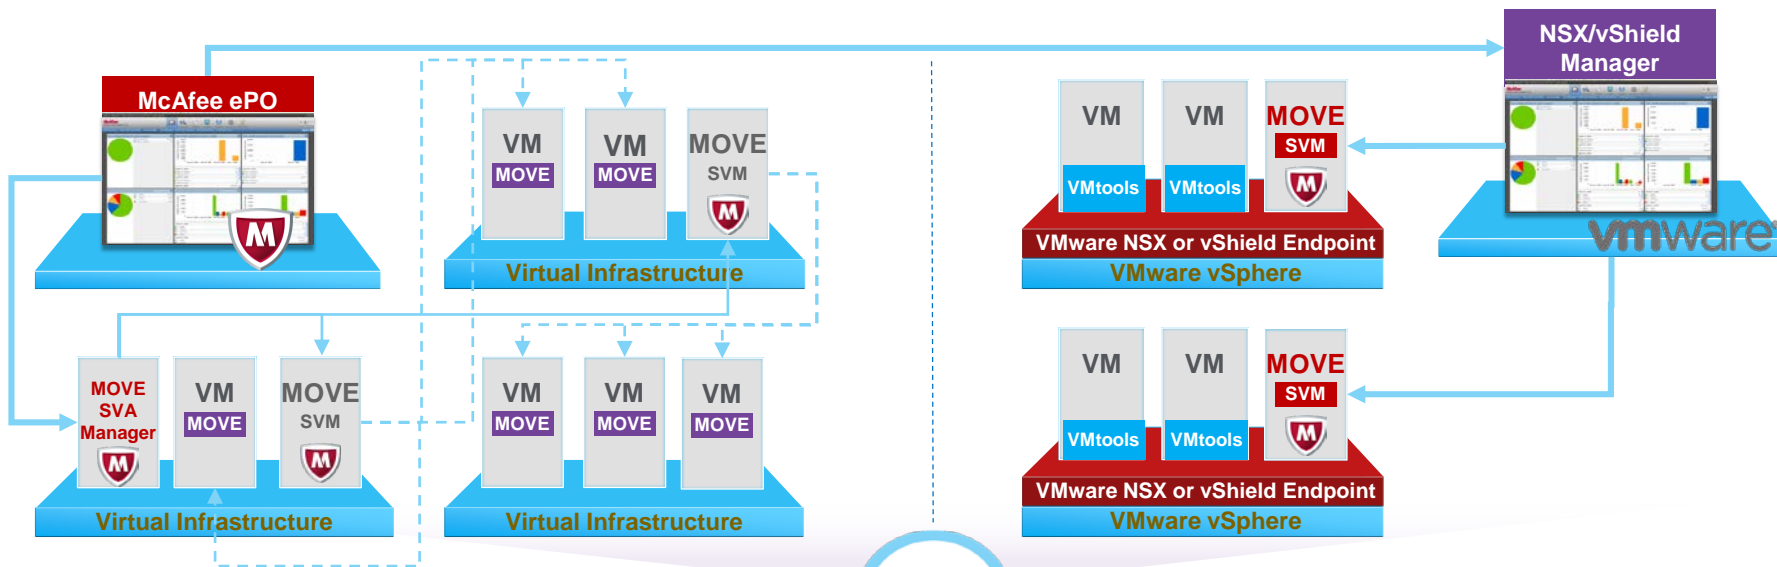 McAfee ePO
NSX/vShield
Manager
VM
MOVE
VM
MOVE
MOVE
SVM
Virtual Infrastructure
VM
VMtools
VM
VMtools
MOVE
SVM
VMware NSX or vShield Endpoint
VMware vSphere
vmware
MOVE
SVA
Manager
VM
MOVE
MOVE
SVM
Virtual Infrastructure
VM
MOVE
VM
MOVE
VM
MOVE
Virtual Infrastructure
VM
VMtools
VM
VMtools
MOVE
SVM
VMware NSX or vShield Endpoint
VMware vSphere